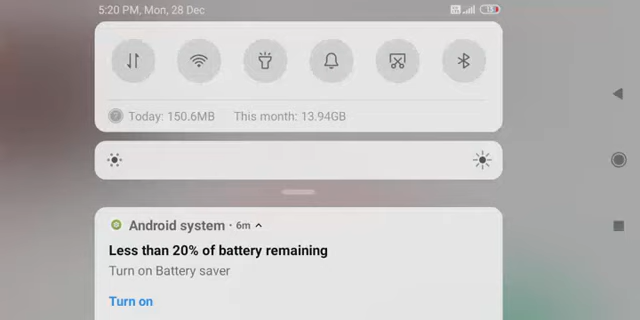 5:20 PM, Mon, 28 Dec
Today: 150.6MB This month: 13.94GB
Android system · 6m
Less than 20% of battery remaining
Turn on Battery saver
Turn on